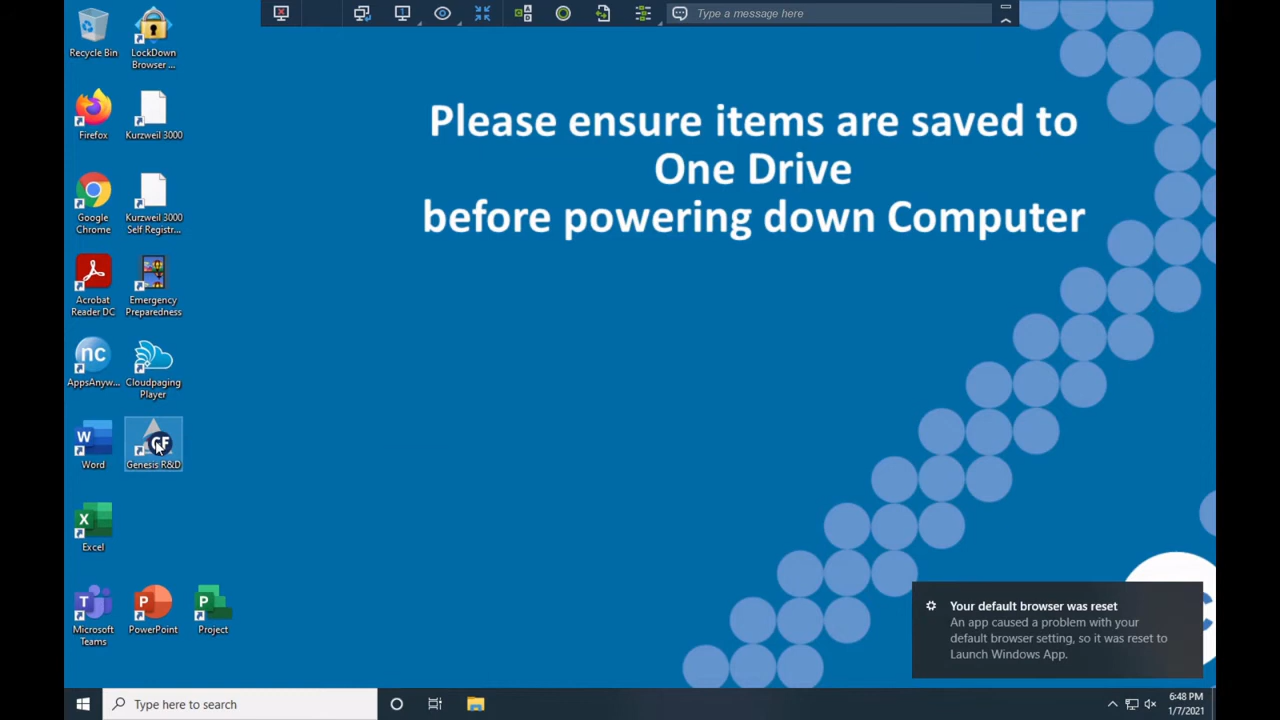 Type a message here
Please ensure items are saved to
One Drive
before powering down Computer
Recycle Bin
LockDown
Browser ...
Firefox
Kurzweil 3000
Google
Chrome
Kurzweil 3000
Self Registr...
Acrobat
Reader DC
Emergency
Preparedness
nc
AppsAnyw...
Cloudpaging
Player
W
Word
GF
Genesis R&D
X
Excel
T
Microsoft
Teams
P
PowerPoint
P
Project
Your default browser was reset
An app caused a problem with your
default browser setting, so it was reset to
Launch Windows App.
Type here to search
6:48 PM
1/7/2021